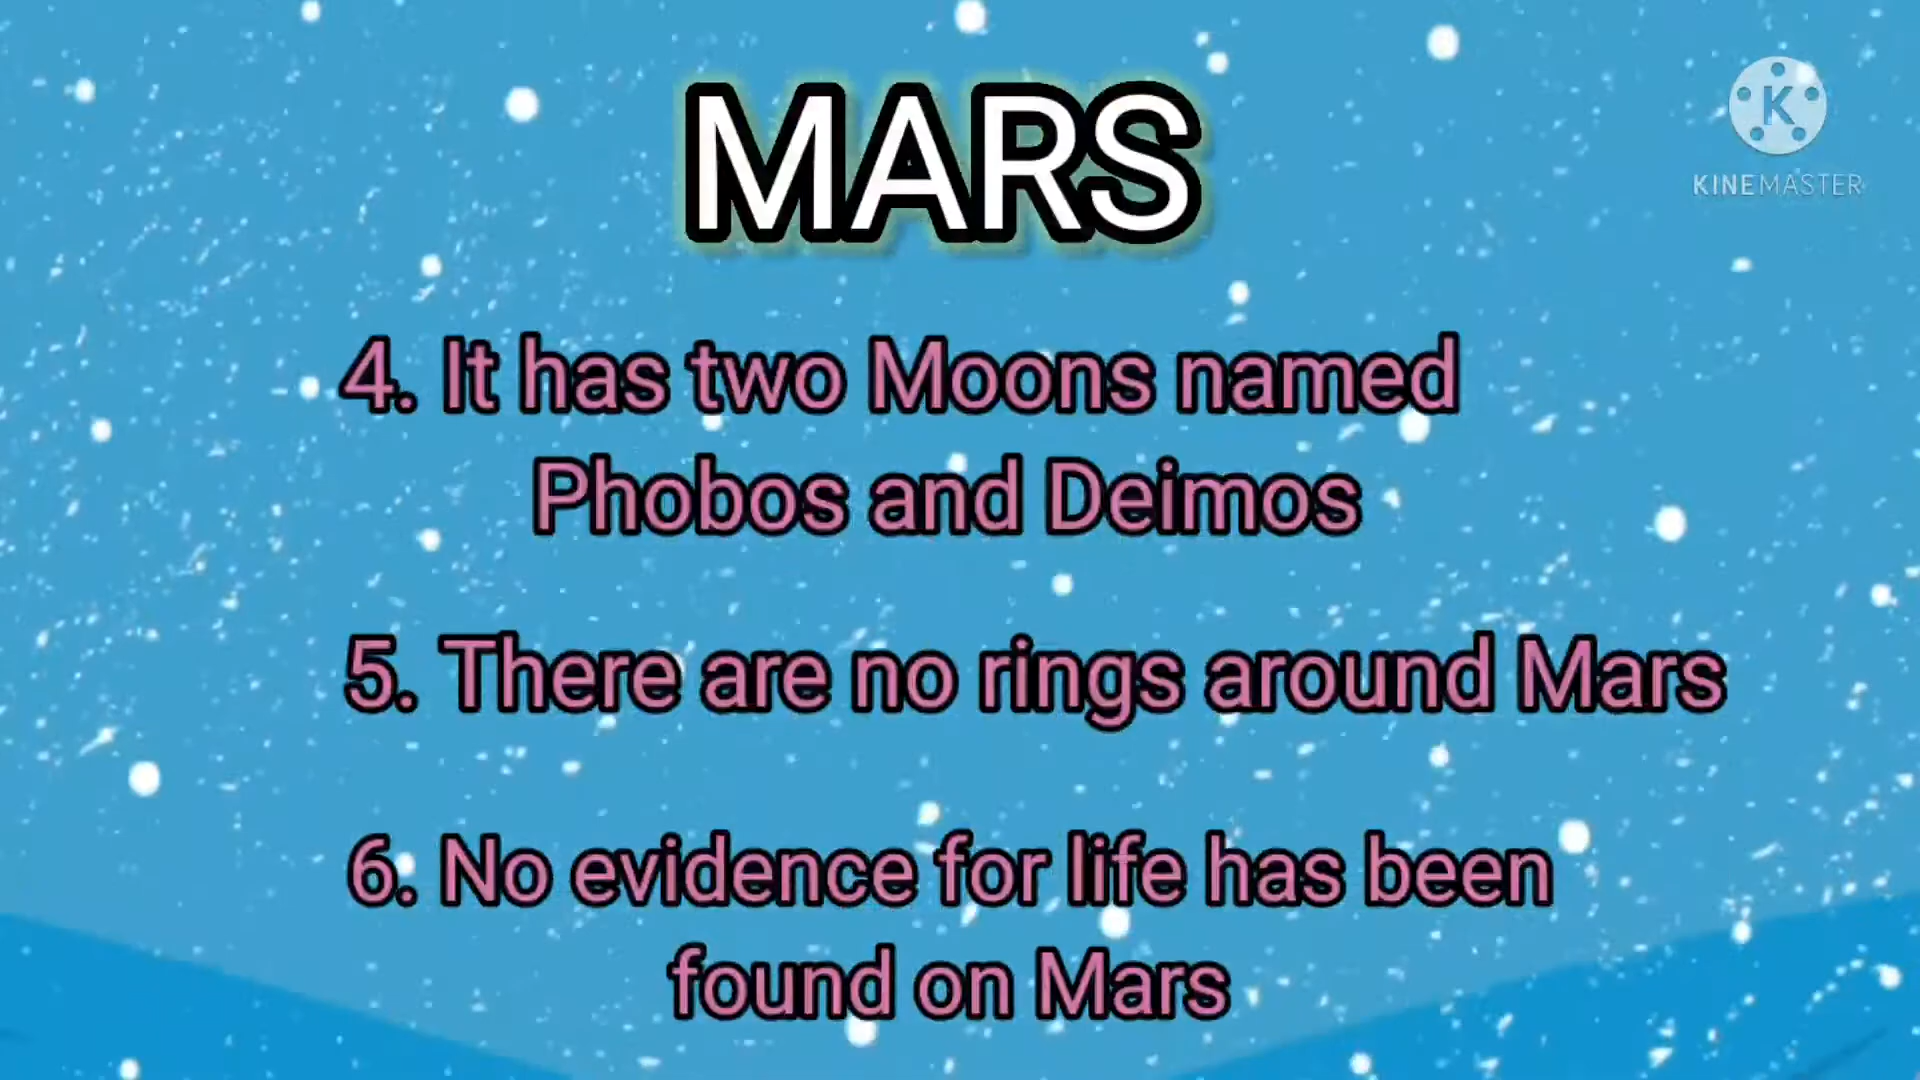 MARS
K
KINEMASTER
4. It has two Moons named
Phobos and Deimos
5. There are no rings around Mars
6. No evidence for life has been
found on Mars